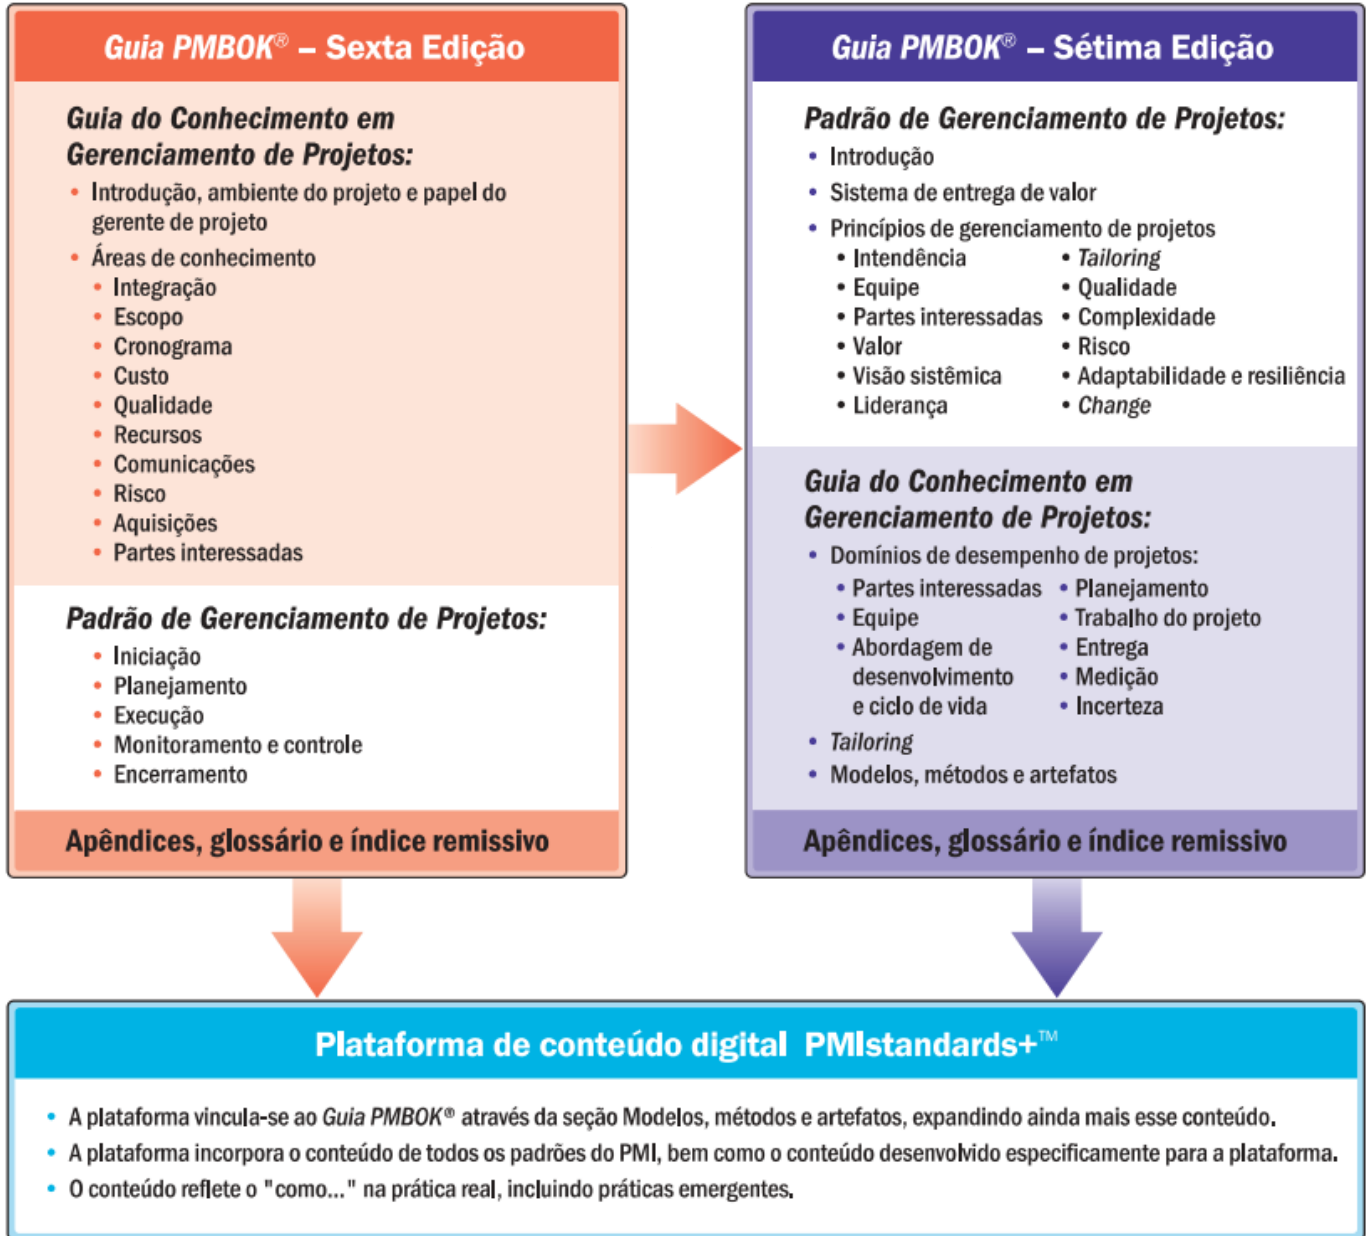 Guia PMBOK® – Sexta Edição
Guia do Conhecimento em
Gerenciamento de Projetos:
• Introdução, ambiente do projeto e papel do
gerente de projeto
• Áreas de conhecimento
• Integração
• Escopo
• Cronograma
• Custo
• Qualidade
• Recursos
• Comunicações
• Risco
• Aquisições
• Partes interessadas
Padrão de Gerenciamento de Projetos:
• Iniciação
• Planejamento
• Execução
• Monitoramento e controle
• Encerramento
Apêndices, glossário e índice remissivo
Guia PMBOK® – Sétima Edição
Padrão de Gerenciamento de Projetos:
• Introdução
• Sistema de entrega de valor
• Princípios de gerenciamento de projetos
• Intendência
• Equipe
• Partes interessadas
• Valor
• Visão sistêmica
• Liderança
• Tailoring
• Qualidade
• Complexidade
• Risco
• Adaptabilidade e resiliência
• Change
Guia do Conhecimento em
Gerenciamento de Projetos:
• Domínios de desempenho de projetos:
• Partes interessadas
• Equipe
• Abordagem de
desenvolvimento
e ciclo de vida
• Planejamento
• Trabalho do projeto
• Entrega
• Medição
• Incerteza
• Tailoring
• Modelos, métodos e artefatos
Apêndices, glossário e índice remissivo
Plataforma de conteúdo digital PMIstandards+™
• A plataforma vincula-se ao Guia PMBOK® através da seção Modelos, métodos e artefatos, expandindo ainda mais esse conteúdo.
• A plataforma incorpora o conteúdo de todos os padrões do PMI, bem como o conteúdo desenvolvido especificamente para a plataforma.
• O conteúdo reflete o "como..." na prática real, incluindo práticas emergentes.